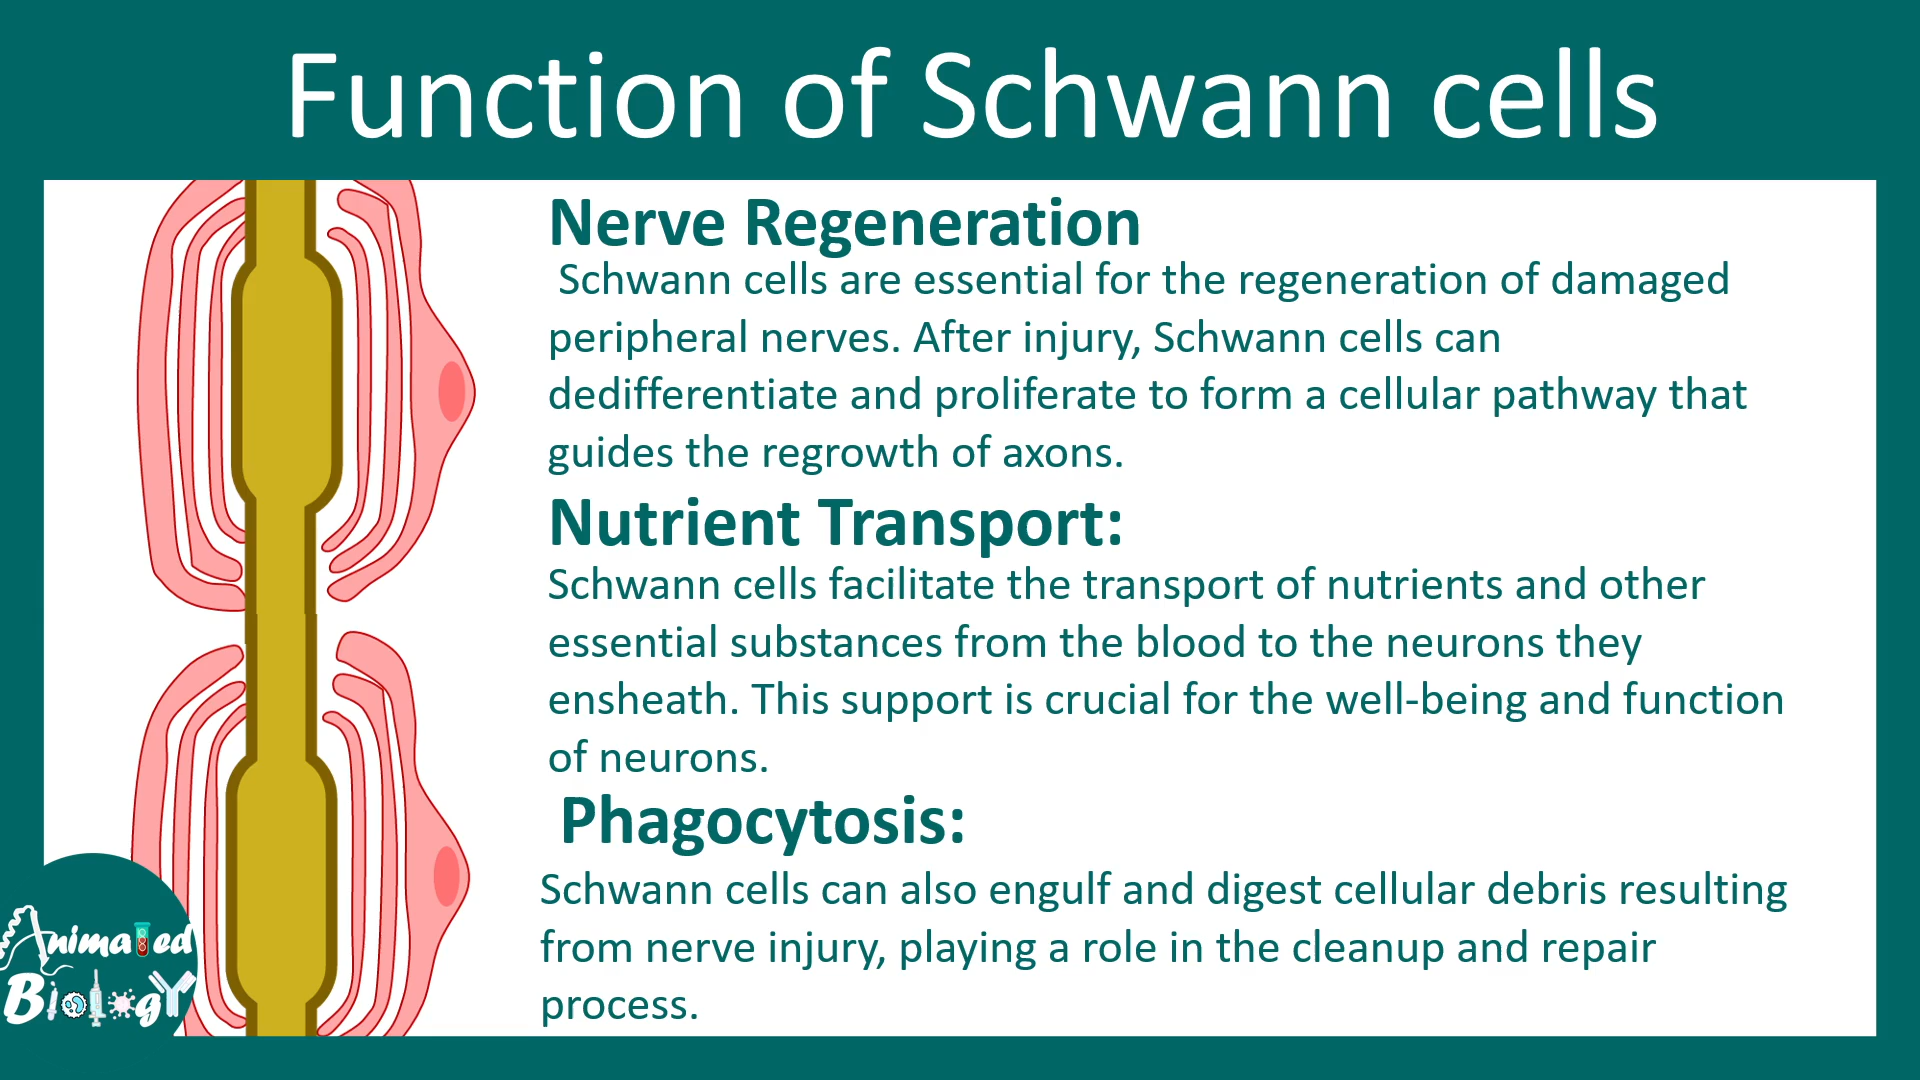 Function of Schwann cells
Nerve Regeneration
Schwann cells are essential for the regeneration of damaged
peripheral nerves. After injury, Schwann cells can
dedifferentiate and proliferate to form a cellular pathway that
guides the regrowth of axons.
Nutrient Transport:
Schwann cells facilitate the transport of nutrients and other
essential substances from the blood to the neurons they
ensheath. This support is crucial for the well-being and function
of neurons.
Phagocytosis:
Schwann cells can also engulf and digest cellular debris resulting
from nerve injury, playing a role in the cleanup and repair
process.
Animated
Biology